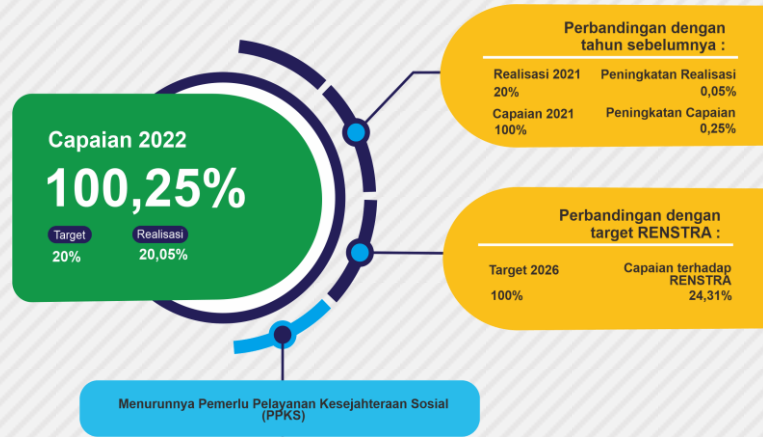 Capaian 2022
100,25%
Target
Realisasi
20%
20,05%
Perbandingan dengan
tahun sebelumnya :
Realisasi 2021
Peningkatan Realisasi
20%
0,05%
Capaian 2021
Peningkatan Capaian
100%
0,25%
Perbandingan dengan
target RENSTRA :
Target 2026
Capaian terhadap
RENSTRA
100%
24,31%
Menurunnya Pemerlu Pelayanan Kesejahteraan Sosial
(PPKS)